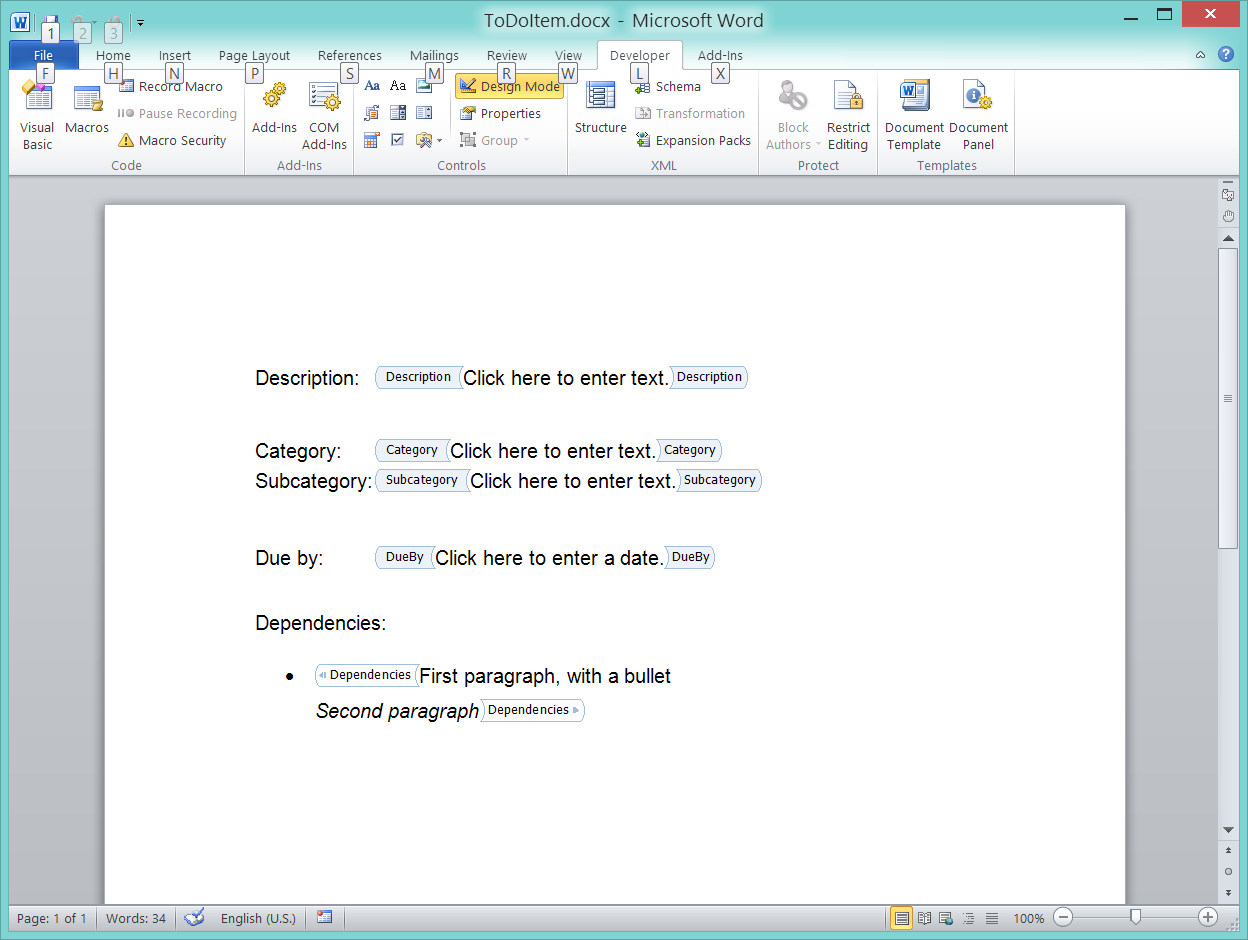 ToDoItem.docx - Microsoft Word
1 2 3
File Home Insert Page Layout References Mailings Review View Developer Add-Ins
F H N P S M R W L X
Visual Basic
Macros
Record Macro
Pause Recording
Macro Security
Code
Add-Ins
COM Add-Ins
Add-Ins
Aa Aa
Design Mode
Properties
Group
Controls
Structure
Schema
Transformation
Expansion Packs
XML
Block Authors
Restrict Editing
Protect
Document Template
Document Panel
Templates
Description: Description Click here to enter text. Description
Category: Category Click here to enter text. Category
Subcategory: Subcategory Click here to enter text. Subcategory
Due by: DueBy Click here to enter a date. DueBy
Dependencies:
• Dependencies First paragraph, with a bullet
Second paragraph Dependencies
Page: 1 of 1 Words: 34 English (U.S.) 100%